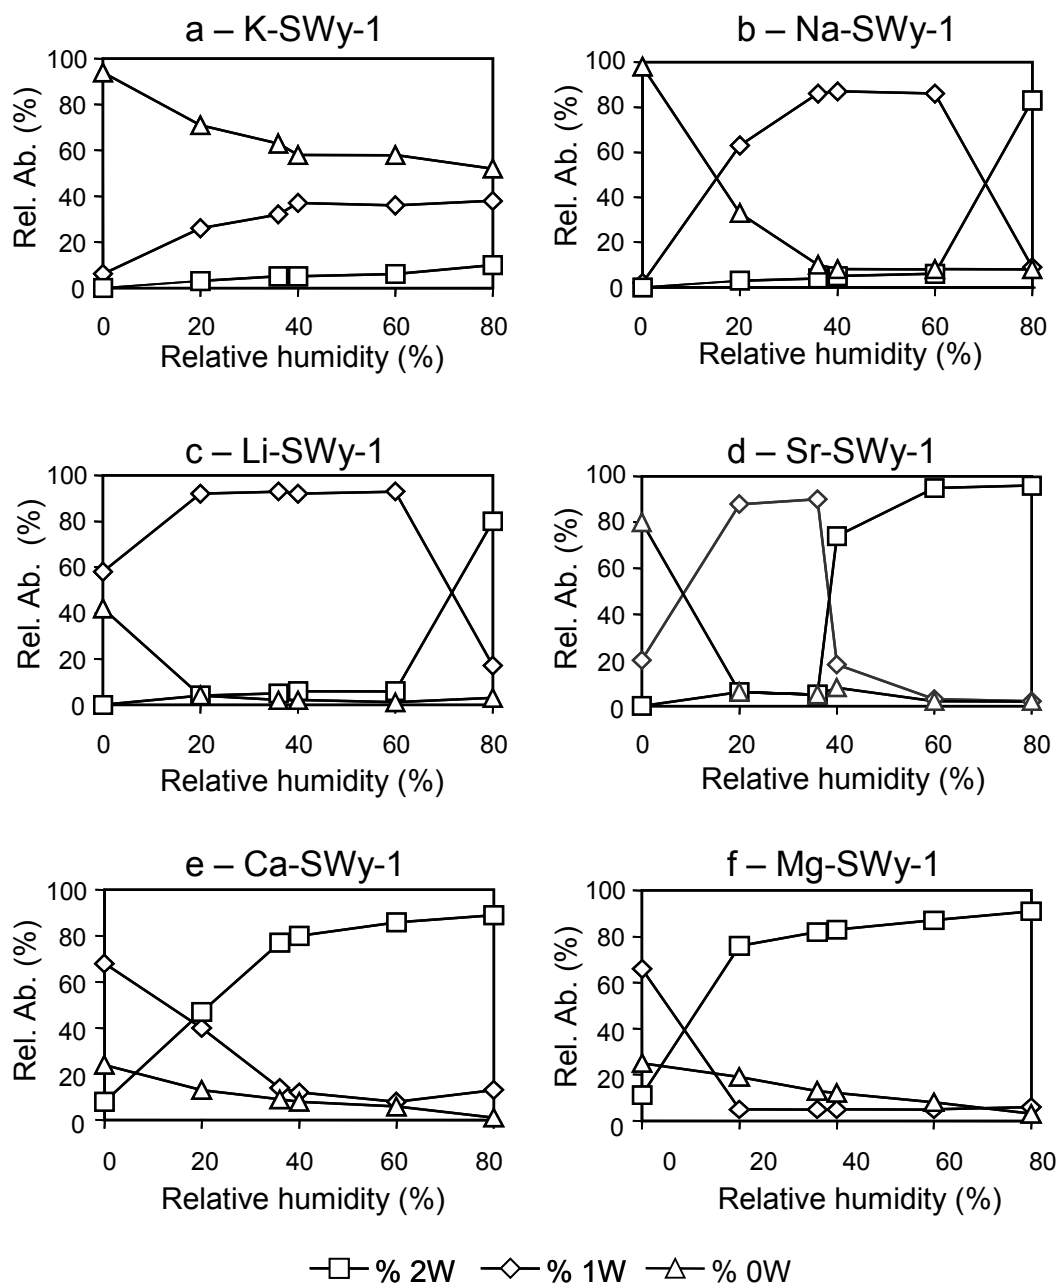 a – K-SWy-1
100
80
60
40
20
0
Rel. Ab. (%)
0 20 40 60 80
Relative humidity (%)
b – Na-SWy-1
100
80
60
40
20
0
Rel. Ab. (%)
0 20 40 60 80
Relative humidity (%)
c – Li-SWy-1
100
80
60
40
20
0
Rel. Ab. (%)
0 20 40 60 80
Relative humidity (%)
d – Sr-SWy-1
100
80
60
40
20
0
Rel. Ab. (%)
0 20 40 60 80
Relative humidity (%)
e – Ca-SWy-1
100
80
60
40
20
0
Rel. Ab. (%)
0 20 40 60 80
Relative humidity (%)
f – Mg-SWy-1
100
80
60
40
20
0
Rel. Ab. (%)
0 20 40 60 80
Relative humidity (%)
% 2W % 1W % 0W